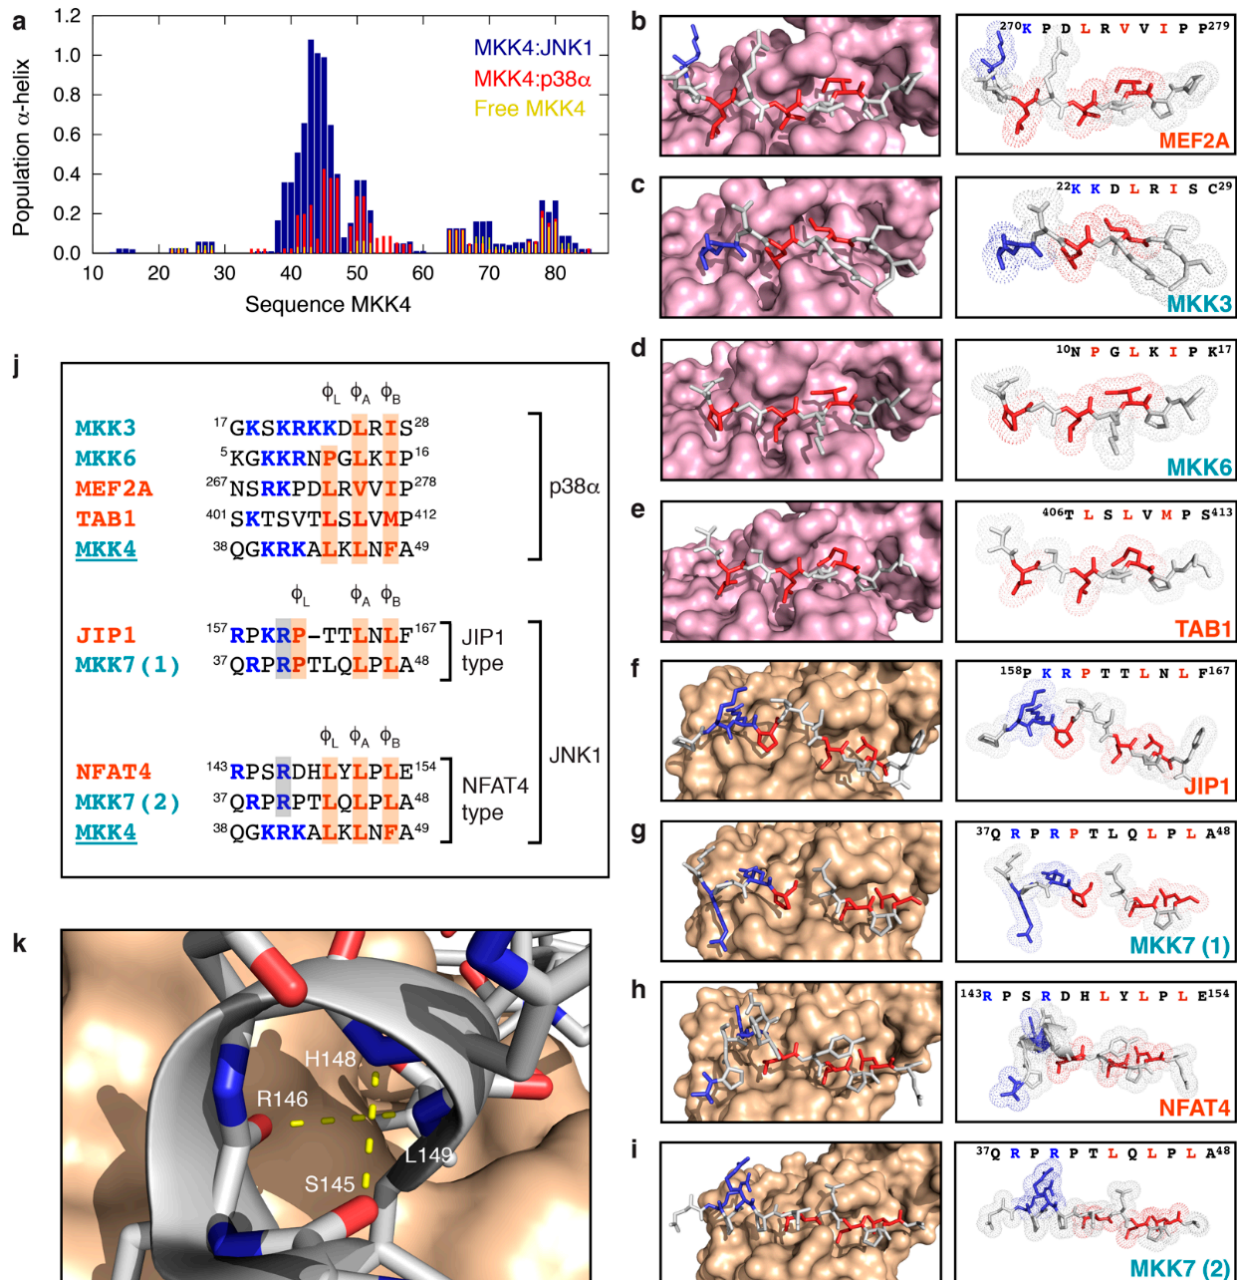 a
1.2
1.0
0.8
0.6
0.4
0.2
0.0
Population α-helix
MKK4:JNK1
MKK4:p38α
Free MKK4
10 20 30 40 50 60 70 80
Sequence MKK4
b
270K P D L R V V I P P279
MEF2A
c
22K K D L R I S C29
MKK3
d
10N P G L K I P K17
MKK6
e
406T L S L V M P S413
TAB1
f
158P K R P T T L N L F167
JIP1
g
37Q R P R P T L Q L P L A48
MKK7 (1)
h
143R P S R D H L Y L P L E154
NFAT4
i
37Q R P R P T L Q L P L A48
MKK7 (2)
j
ϕL ϕA ϕB
MKK3 17GKSKRKKDLRIS28
MKK6 5KGKKRNPGLKIP16
MEF2A 267NSRKPDLRVVIP278
TAB1 401SKTSVTLSLVMP412
MKK4 38QGKRKALKLNFA49
p38α
ϕL ϕA ϕB
JIP1 157RPKRP-TTLNLF167
MKK7(1) 37QRPRPTLQLPLA48
JIP1
type
ϕL ϕA ϕB
NFAT4 143RPSRDHLYLPLE154
MKK7(2) 37QRPRPTLQLPLA48
MKK4 38QGKRKALKLNFA49
NFAT4
type
JNK1
k
H148
R146
L149
S145